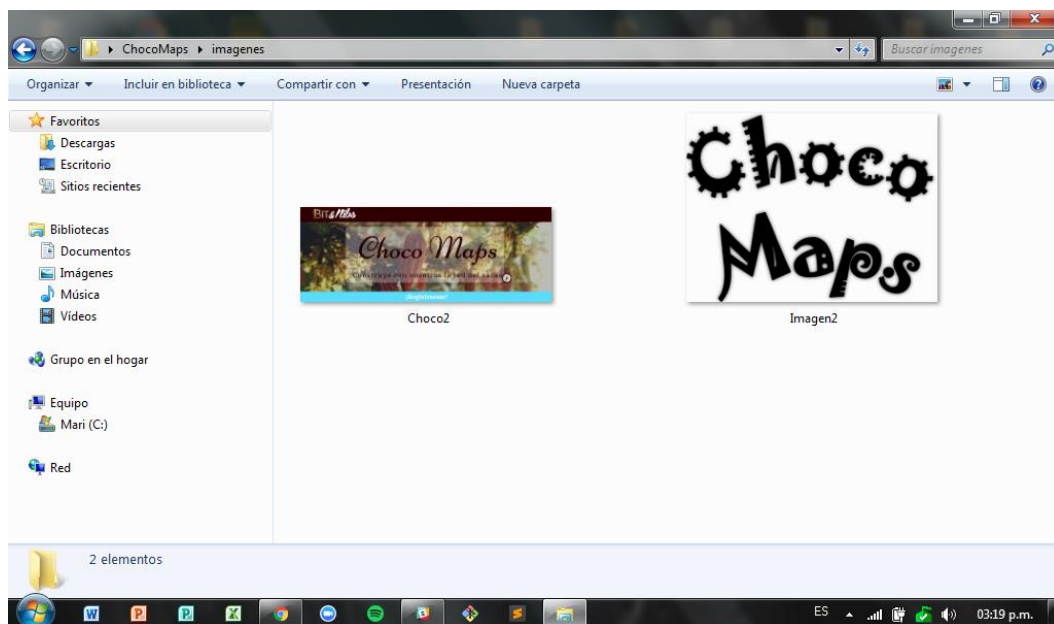 ChocoMaps ▸ imagenes
Buscar imagenes
Organizar Incluir en biblioteca Compartir con Presentación Nueva carpeta
Favoritos
Descargas
Escritorio
Sitios recientes
Bibliotecas
Documentos
Imágenes
Música
Vídeos
Grupo en el hogar
Equipo
Mari (C:)
Red
Choco Maps
Choco2
Choco
Maps
Imagen2
2 elementos
ES 03:19 p.m.